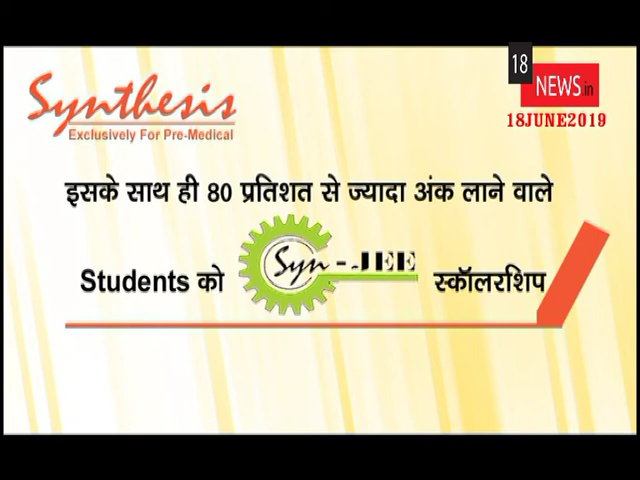 18
NEWS.in
18JUNE2019
Synthesis
Exclusively For Pre-Medical
इसके साथ ही 80 प्रतिशत से ज्यादा अंक लाने वाले
Students को Syn-JEE स्कॉलरशिप